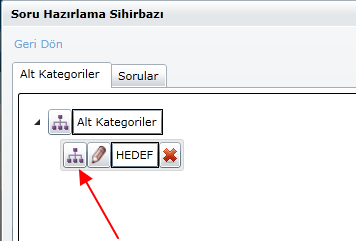 Soru Hazırlama Sihirbazı
Geri Dön
Alt Kategoriler Sorular
Alt Kategoriler
HEDEF